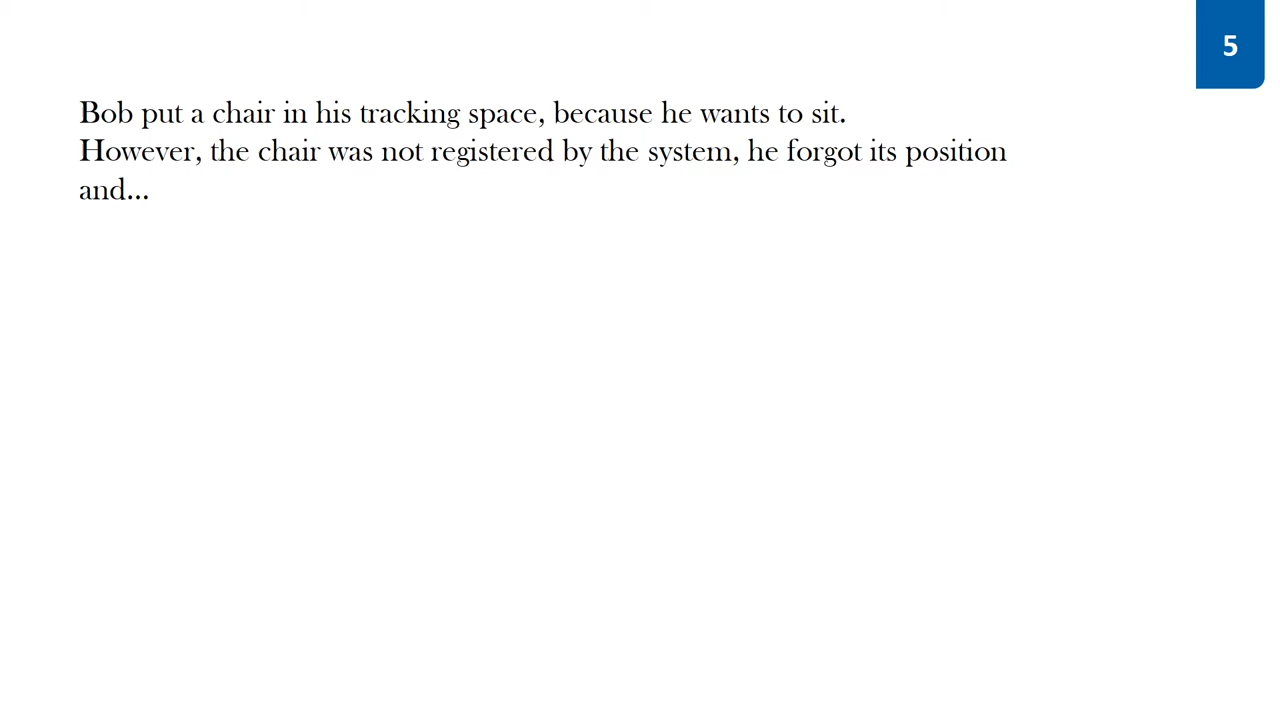 5
Bob put a chair in his tracking space, because he wants to sit.
However, the chair was not registered by the system, he forgot its position
and...